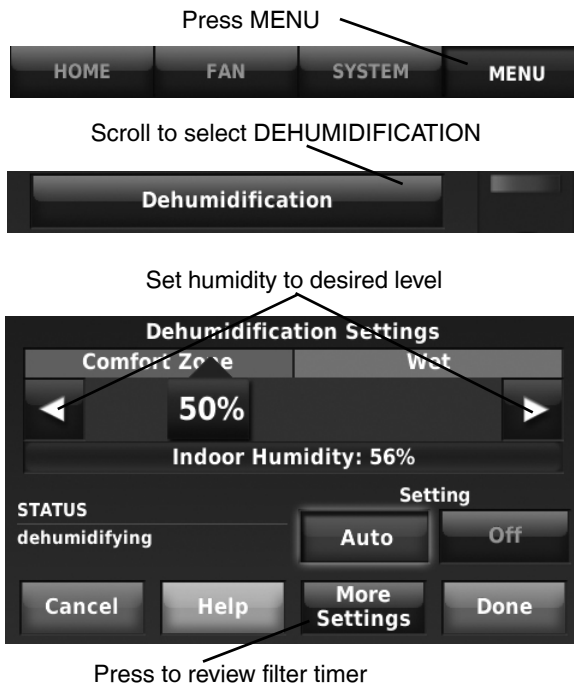 Press MENU
HOME FAN SYSTEM MENU
Scroll to select DEHUMIDIFICATION
Dehumidification
Set humidity to desired level
Dehumidification Settings
Comfort Zone Wet
50%
Indoor Humidity: 56%
Setting
STATUS
dehumidifying
Auto Off
Cancel Help More Settings Done
Press to review filter timer